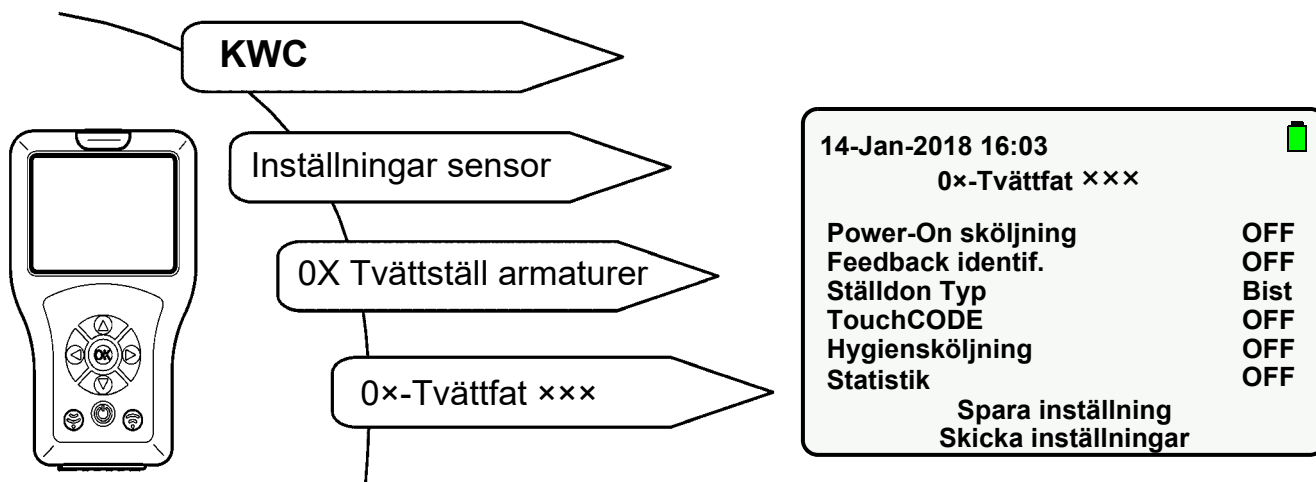 KWC
Inställningar sensor
0X Tvättställ armaturer
0×-Tvättfat ×××
OK
14-Jan-2018 16:03
0×-Tvättfat ×××
Power-On sköljning OFF
Feedback identif. OFF
Ställdon Typ Bist
TouchCODE OFF
Hygiensköljning OFF
Statistik OFF
Spara inställning
Skicka inställningar